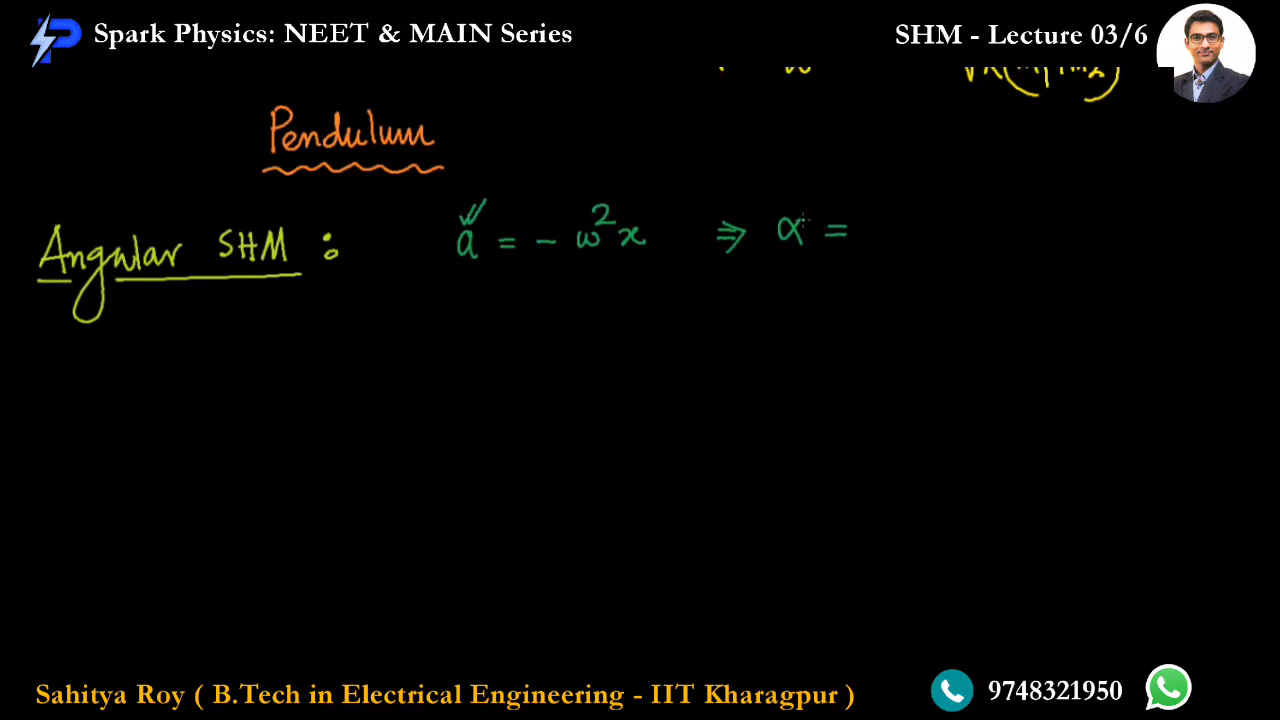 Spark Physics: NEET & MAIN Series
SHM - Lecture 03/6
Pendulum
Angular SHM : a = - ω²x ⇒ α =
Sahitya Roy ( B.Tech in Electrical Engineering - IIT Kharagpur )
9748321950